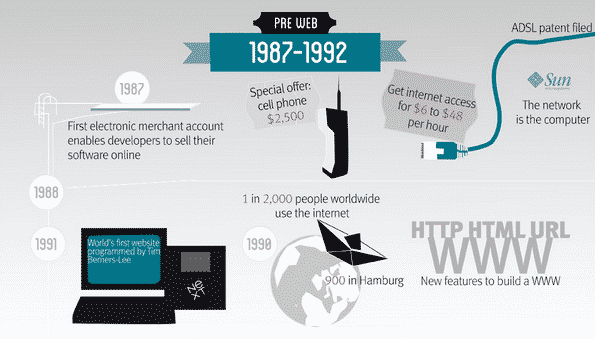 PRE WEB
1987-1992
ADSL patent filed
1987
Special offer:
cell phone
$2,500
Get internet access
for $6 to $48
per hour
Sun
The network
is the computer
First electronic merchant account
enables developers to sell their
software online
1988
1 in 2,000 people worldwide
use the internet
1991
World's first website
programmed by Tim
Berners-Lee
NeXT
1990
900 in Hamburg
HTTP HTML URL
WWW
New features to build a WWW